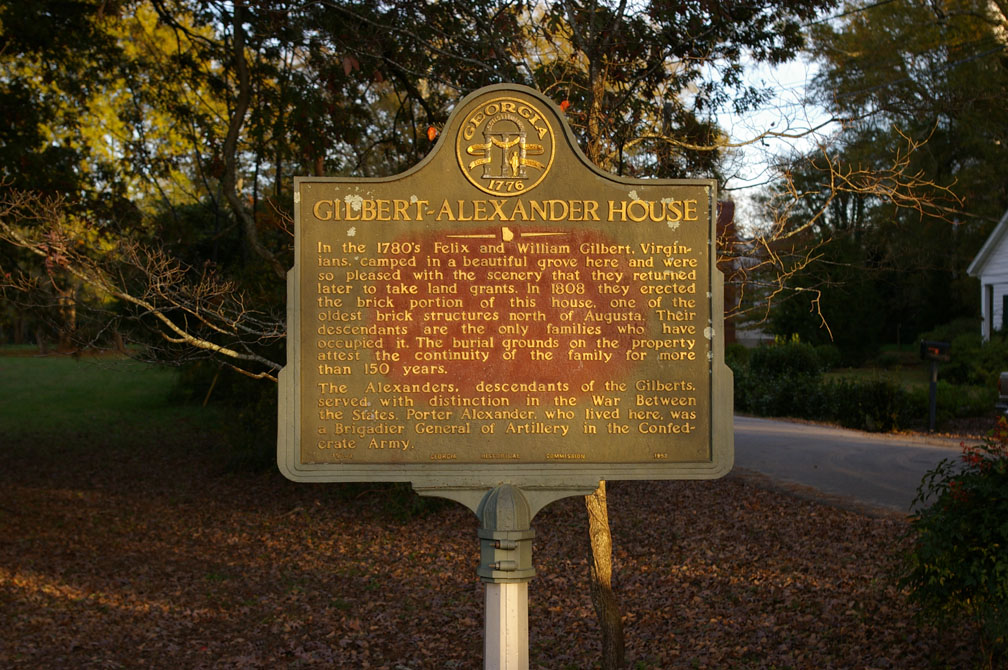 GEORGIA
1776
GILBERT-ALEXANDER HOUSE
In the 1780's Felix and William Gilbert, Virgin-
ians, camped in a beautiful grove here and were
so pleased with the scenery that they returned
later to take land grants. In 1808 they erected
the brick portion of this house, one of the
oldest brick structures north of Augusta. Their
descendants are the only families who have
occupied it. The burial grounds on the property
attest the continuity of the family for more
than 150 years.
The Alexanders, descendants of the Gilberts,
served with distinction in the War Between
the States. Porter Alexander, who lived here, was
a Brigadier General of Artillery in the Confed-
erate Army.
GEORGIA HISTORICAL COMMISSION